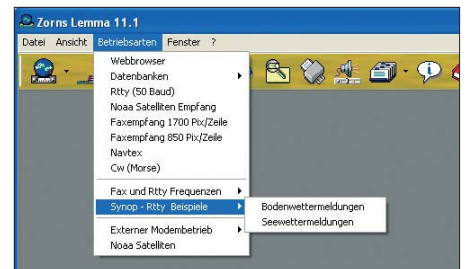 Zorns Lemma 11.1
Datei Ansicht Betriebsarten Fenster ?
Webbrowser
Datenbanken
Rtty (50 Baud)
Noaa Satelliten Empfang
Faxempfang 1700 Pix/Zeile
Faxempfang 850 Pix/Zeile
Navtex
Cw (Morse)
Fax und Rtty Frequenzen
Synop - Rtty Beispiele
Bodenwettermeldungen
Seewettermeldungen
Externer Modembetrieb
Noaa Satelliten